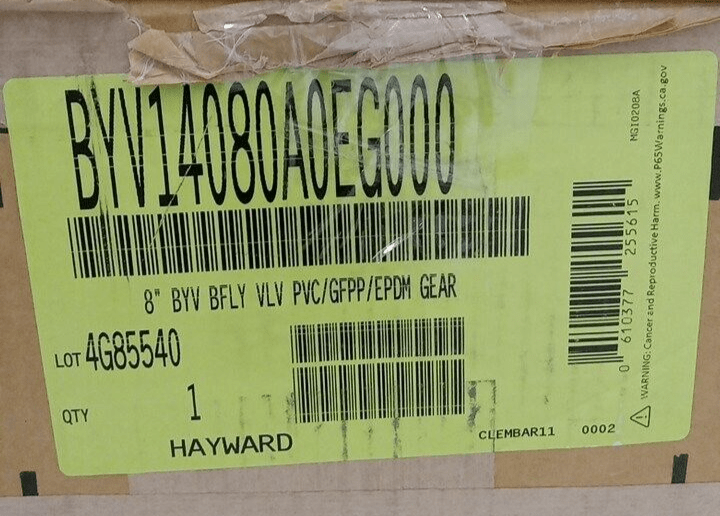 BYV14080A0EG000
8" BYV BFLY VLV PVC/GFPP/EPDM GEAR
LOT 4G85540
QTY 1
HAYWARD
CLEMBAR11 0002
0 610377 255615
MGI0208A
WARNING: Cancer and Reproductive Harm. www.P65Warnings.ca.gov